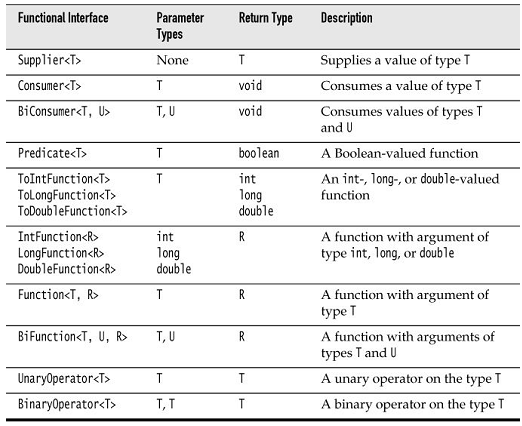 Functional Interface Parameter Types Return Type Description
Supplier<T> None T Supplies a value of type T
Consumer<T> T void Consumes a value of type T
BiConsumer<T, U> T, U void Consumes values of types T
and U
Predicate<T> T boolean A Boolean-valued function
ToIntFunction<T> T int An int-, long-, or double-valued
ToLongFunction<T> long function
ToDoubleFunction<T> double
IntFunction<R> int R A function with argument of
LongFunction<R> long type int, long, or double
DoubleFunction<R> double
Function<T, R> T R A function with argument of
type T
BiFunction<T, U, R> T, U R A function with arguments of
types T and U
UnaryOperator<T> T T A unary operator on the type T
BinaryOperator<T> T, T T A binary operator on the type T